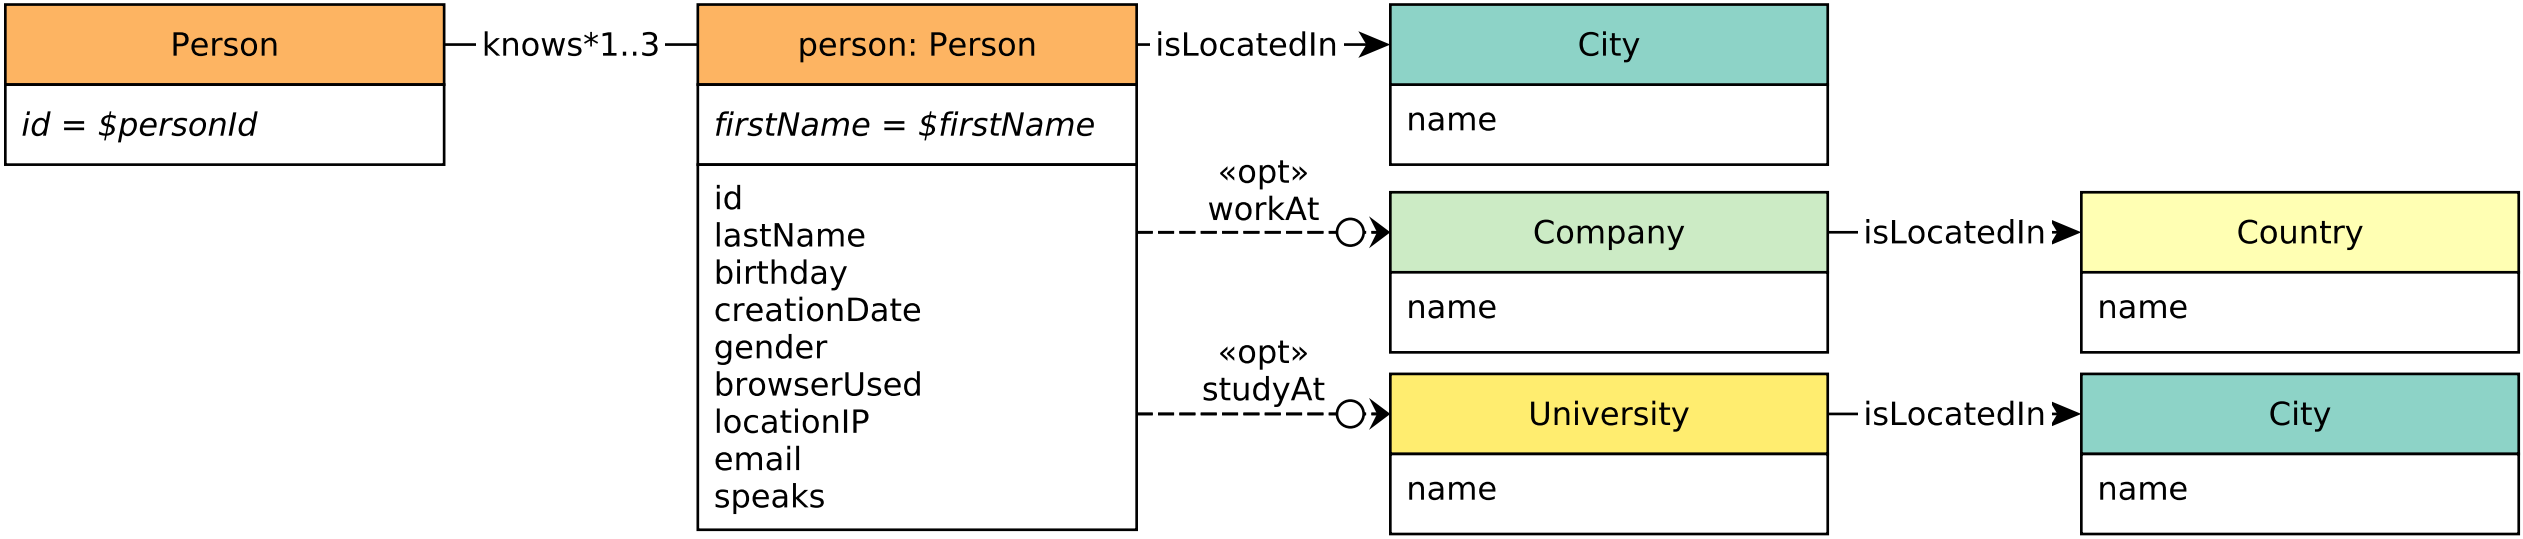 Person
id = $personId
knows*1..3
person: Person
firstName = $firstName
id
lastName
birthday
creationDate
gender
browserUsed
locationIP
email
speaks
isLocatedIn
City
name
«opt»
workAt
Company
name
isLocatedIn
Country
name
«opt»
studyAt
University
name
isLocatedIn
City
name